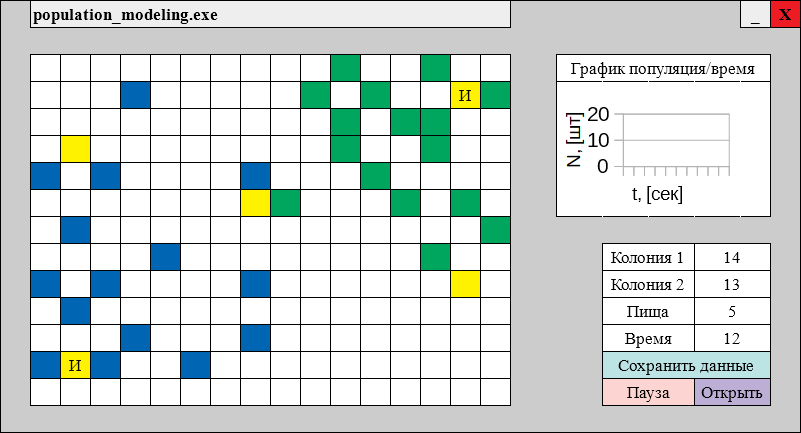 population_modeling.exe
_ X
И
И
График популяция/время
20
10
0
N, [шт]
t, [сек]
Колония 1 14
Колония 2 13
Пища 5
Время 12
Сохранить данные
Пауза Открыть